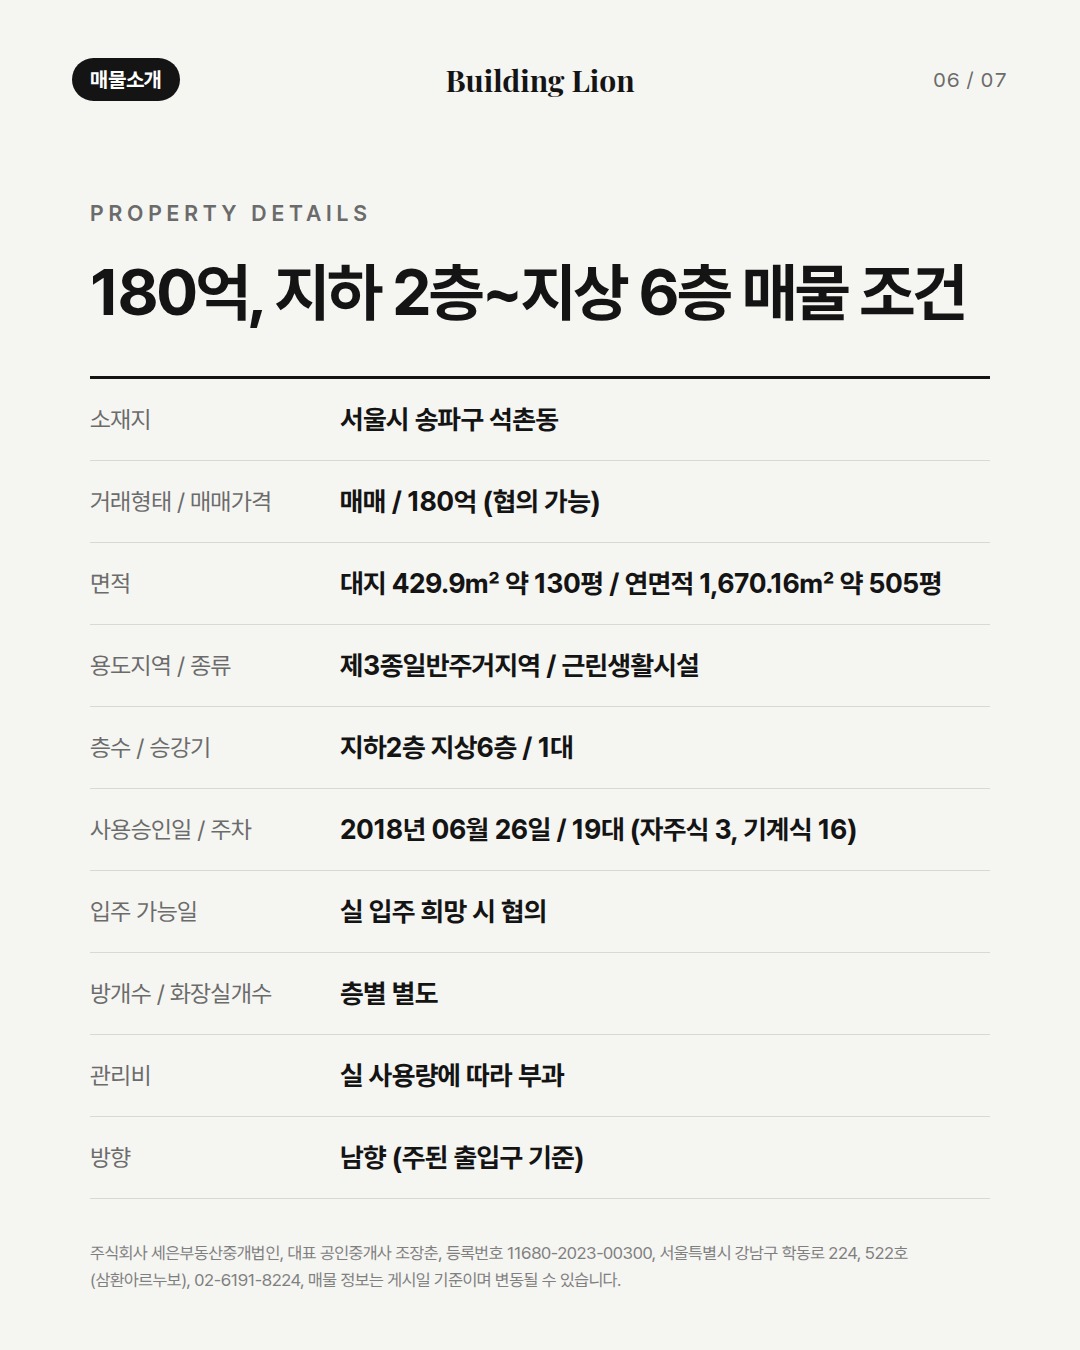 매물소개
Building Lion
06 / 07
PROPERTY DETAILS
180억, 지하 2층~지상 6층 매물 조건
소재지 서울시 송파구 석촌동
거래형태 / 매매가격 매매 / 180억 (협의 가능)
면적 대지 429.9m² 약 130평 / 연면적 1,670.16m² 약 505평
용도지역 / 종류 제3종일반주거지역 / 근린생활시설
층수 / 승강기 지하2층 지상6층 / 1대
사용승인일 / 주차 2018년 06월 26일 / 19대 (자주식 3, 기계식 16)
입주 가능일 실 입주 희망 시 협의
방개수 / 화장실개수 층별 별도
관리비 실 사용량에 따라 부과
방향 남향 (주된 출입구 기준)
주식회사 세은부동산중개법인, 대표 공인중개사 조장춘, 등록번호 11680-2023-00300, 서울특별시 강남구 학동로 224, 522호
(삼환아르누보), 02-6191-8224, 매물 정보는 게시일 기준이며 변동될 수 있습니다.